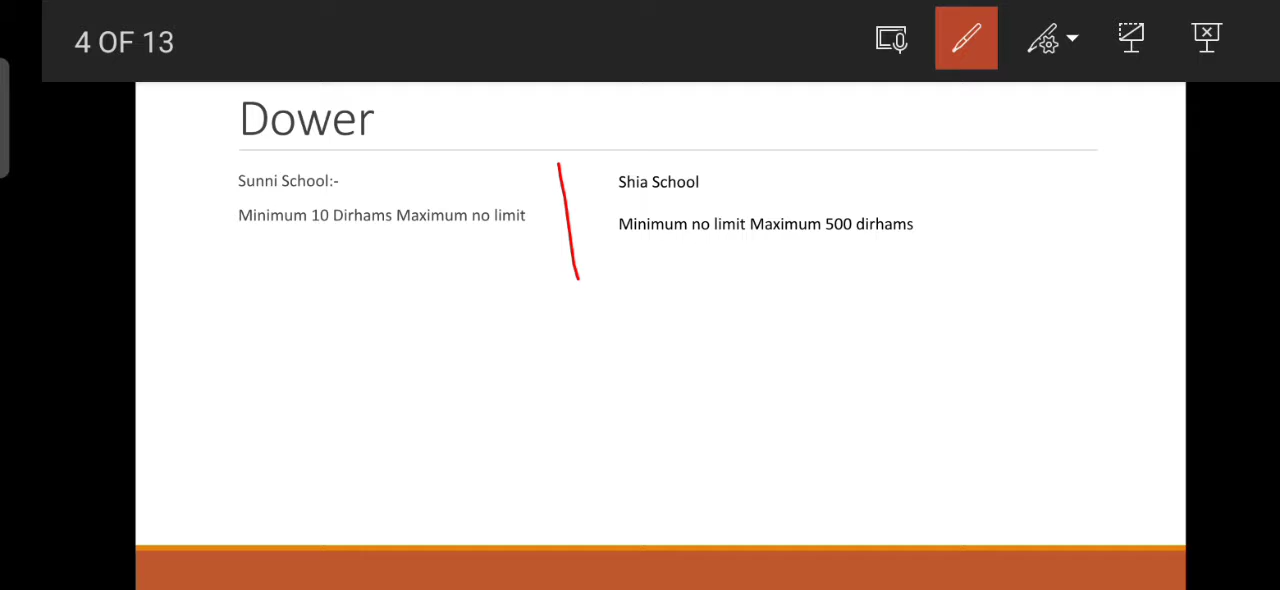 4 OF 13
Dower
Sunni School:-
Minimum 10 Dirhams Maximum no limit
Shia School
Minimum no limit Maximum 500 dirhams